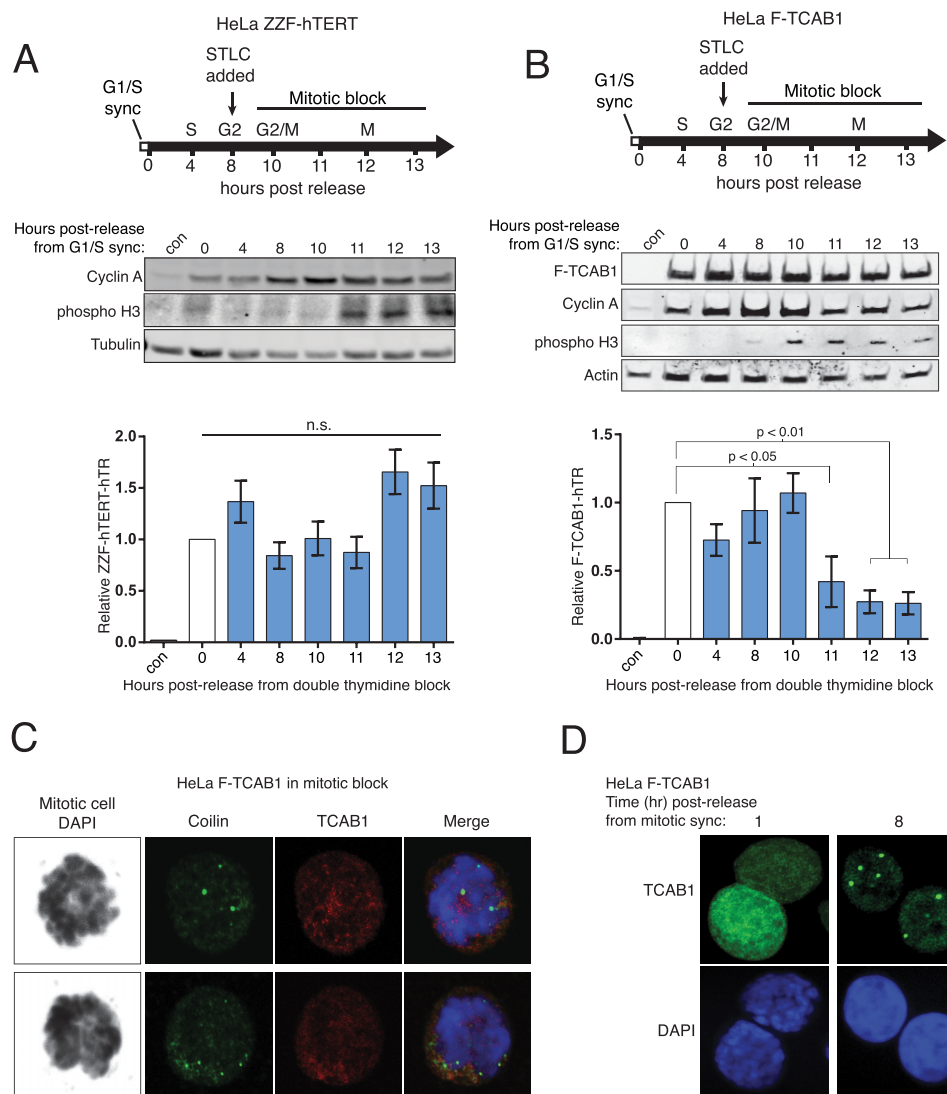 A
HeLa ZZF-hTERT
STLC
added
G1/S
sync
Mitotic block
S G2 G2/M M
0 4 8 10 11 12 13
hours post release
Hours post-release
from G1/S sync:
con 0 4 8 10 11 12 13
Cyclin A
phospho H3
Tubulin
n.s.
2.0
1.5
1.0
0.5
0.0
Relative ZZF-hTERT-hTR
con 0 4 8 10 11 12 13
Hours post-release from double thymidine block
B
HeLa F-TCAB1
STLC
added
G1/S
sync
Mitotic block
S G2 G2/M M
0 4 8 10 11 12 13
hours post release
Hours post-release
from G1/S sync:
con 0 4 8 10 11 12 13
F-TCAB1
Cyclin A
phospho H3
Actin
p < 0.01
p < 0.05
1.5
1.0
0.5
0.0
Relative F-TCAB1-hTR
con 0 4 8 10 11 12 13
Hours post-release from double thymidine block
C
HeLa F-TCAB1 in mitotic block
Mitotic cell
DAPI Coilin TCAB1 Merge
D
HeLa F-TCAB1
Time (hr) post-release
from mitotic sync: 1 8
TCAB1
DAPI